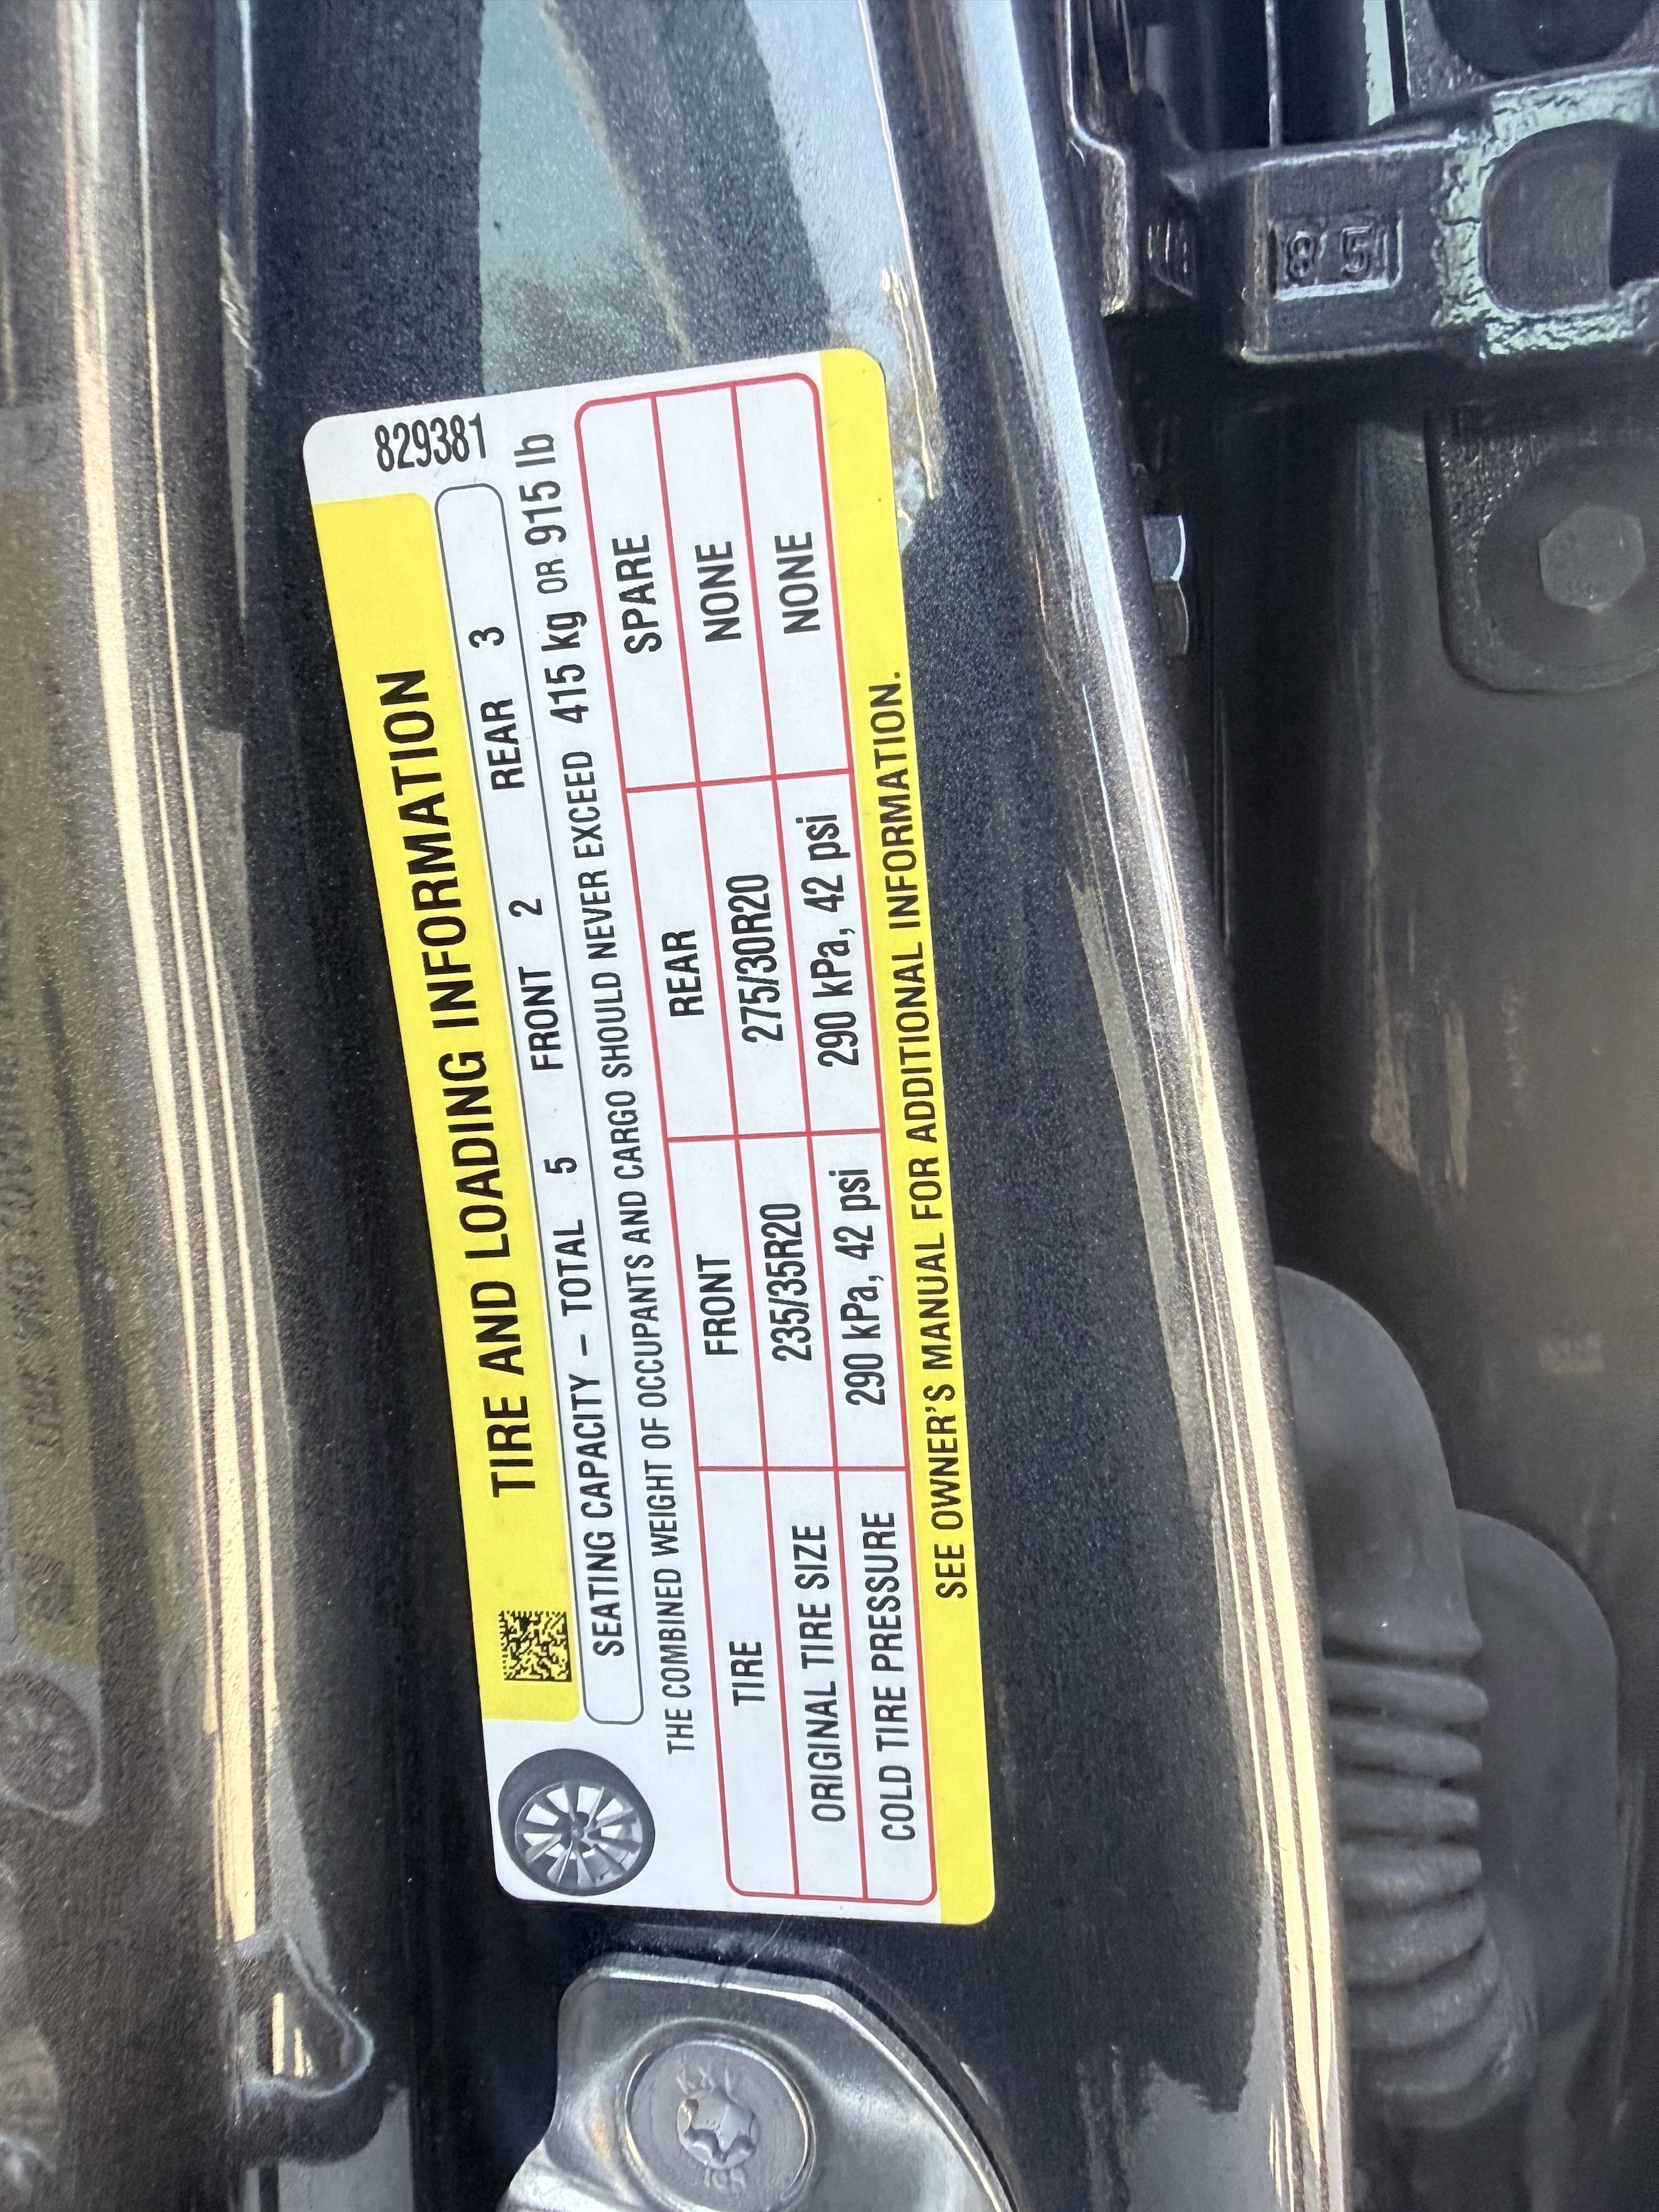 829381
TIRE AND LOADING INFORMATION
SEATING CAPACITY – TOTAL 5 FRONT 2 REAR 3
THE COMBINED WEIGHT OF OCCUPANTS AND CARGO SHOULD NEVER EXCEED 415 kg OR 915 lb
TIRE FRONT REAR SPARE
ORIGINAL TIRE SIZE 235/35R20 275/30R20 NONE
COLD TIRE PRESSURE 290 kPa, 42 psi 290 kPa, 42 psi NONE
SEE OWNER'S MANUAL FOR ADDITIONAL INFORMATION.
85